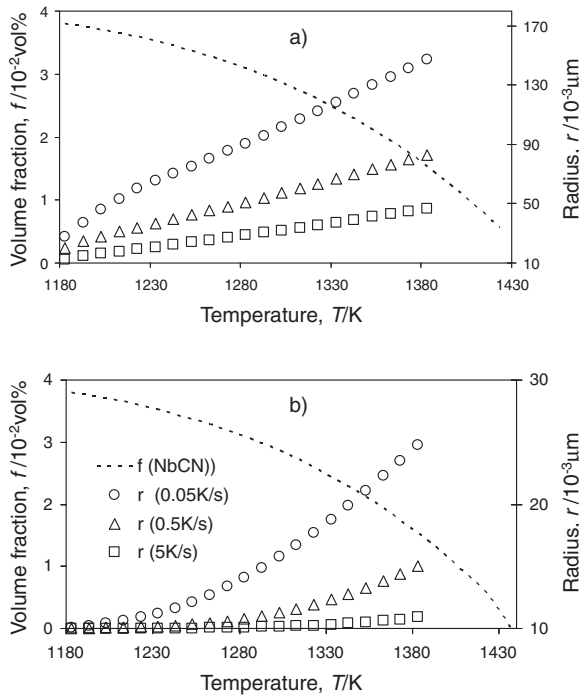 a)
Volume fraction, f /10-2vol%
4
3
2
1
0
170
130
90
50
10
Radius, r /10-3μm
1180 1230 1280 1330 1380 1430
Temperature, T/K
b)
Volume fraction, f /10-2vol%
4
3
2
1
0
f (NbCN))
r (0.05K/s)
r (0.5K/s)
r (5K/s)
30
20
10
Radius, r /10-3μm
1180 1230 1280 1330 1380 1430
Temperature, T/K